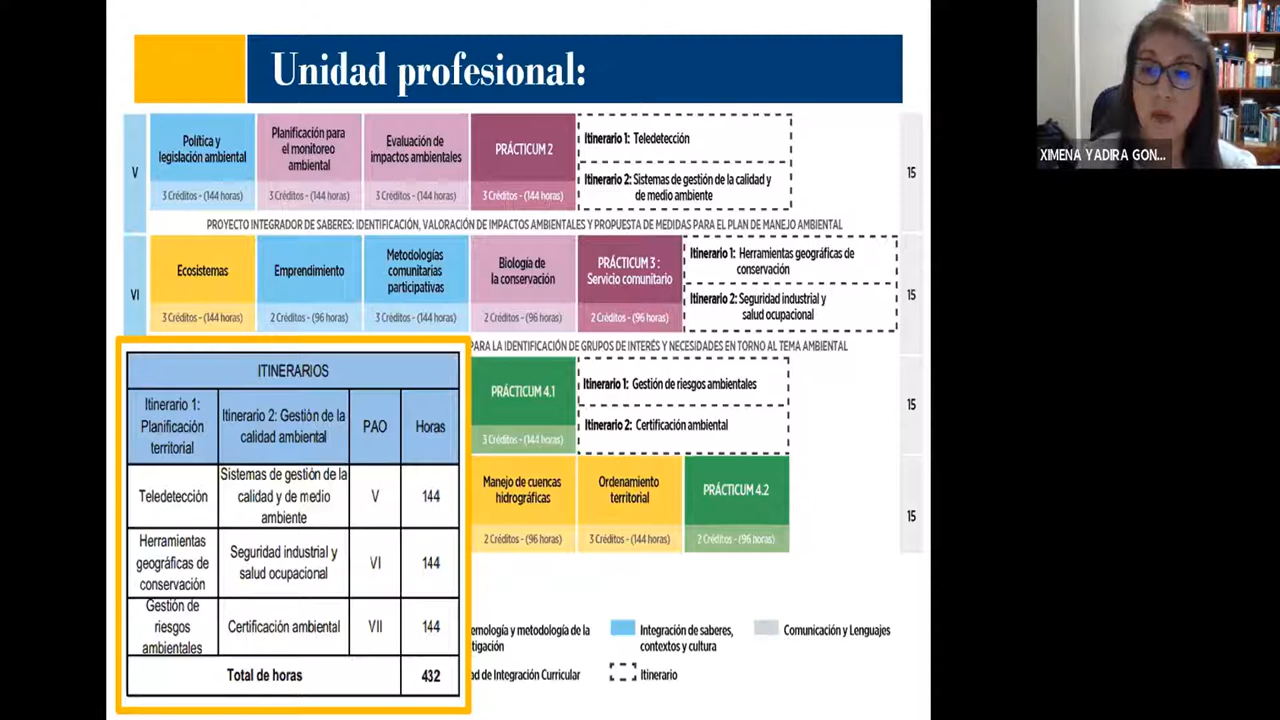 Unidad profesional:
V
Política y
legislación ambiental
3 Créditos - (144 horas)
Planificación para
el monitoreo
ambiental
3 Créditos - (144 horas)
Evaluación de
impactos ambientales
3 Créditos - (144 horas)
PRÁCTICUM 2
3 Créditos - (144 horas)
Itinerario 1: Teledetección
Itinerario 2: Sistemas de gestión de la calidad y
de medio ambiente
15
PROYECTO INTEGRADOR DE SABERES: IDENTIFICACIÓN, VALORACIÓN DE IMPACTOS AMBIENTALES Y PROPUESTA DE MEDIDAS PARA EL PLAN DE MANEJO AMBIENTAL
VI
Ecosistemas
3 Créditos - (144 horas)
Emprendimiento
2 Créditos - (96 horas)
Metodologías
comunitarias
participativas
3 Créditos - (144 horas)
Biología de
la conservación
2 Créditos - (96 horas)
PRÁCTICUM 3 :
Servicio comunitario
2 Créditos - (96 horas)
Itinerario 1: Herramientas geográficas de
conservación
Itinerario 2: Seguridad industrial y
salud ocupacional
15
PARA LA IDENTIFICACIÓN DE GRUPOS DE INTERÉS Y NECESIDADES EN TORNO AL TEMA AMBIENTAL
PRÁCTICUM 4.1
3 Créditos - (144 horas)
Itinerario 1: Gestión de riesgos ambientales
Itinerario 2: Certificación ambiental
15
Manejo de cuencas
hidrográficas
2 Créditos - (96 horas)
Ordenamiento
territorial
3 Créditos - (144 horas)
PRÁCTICUM 4.2
2 Créditos - (96 horas)
15
ITINERARIOS
Itinerario 1:
Planificación
territorial
Itinerario 2: Gestión de la
calidad ambiental
PAO
Horas
Teledetección
Sistemas de gestión de la
calidad y de medio
ambiente
V
144
Herramientas
geográficas de
conservación
Seguridad industrial y
salud ocupacional
VI
144
Gestión de
riesgos
ambientales
Certificación ambiental
VII
144
Total de horas
432
emología y metodología de la
tigación
Integración de saberes,
contextos y cultura
Comunicación y Lenguajes
ad de Integración Curricular
Itinerario
XIMENA YADIRA GON...